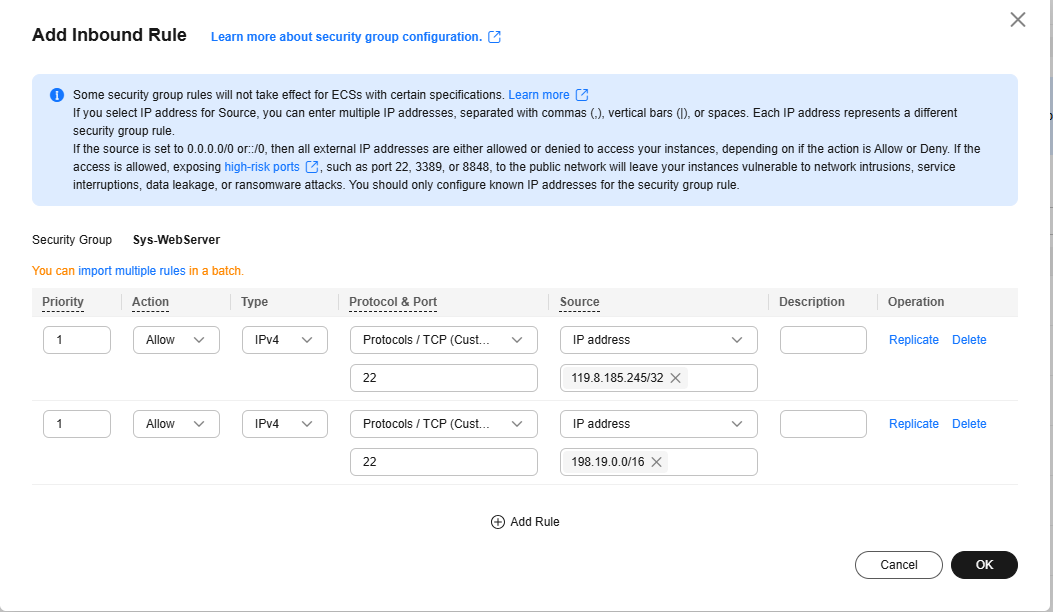 Add Inbound Rule Learn more about security group configuration.
Some security group rules will not take effect for ECSs with certain specifications. Learn more
If you select IP address for Source, you can enter multiple IP addresses, separated with commas (,), vertical bars (|), or spaces. Each IP address represents a different
security group rule.
If the source is set to 0.0.0.0/0 or::/0, then all external IP addresses are either allowed or denied to access your instances, depending on if the action is Allow or Deny. If the
access is allowed, exposing high-risk ports , such as port 22, 3389, or 8848, to the public network will leave your instances vulnerable to network intrusions, service
interruptions, data leakage, or ransomware attacks. You should only configure known IP addresses for the security group rule.
Security Group Sys-WebServer
You can import multiple rules in a batch.
Priority Action Type Protocol & Port Source Description Operation
1 Allow IPv4 Protocols / TCP (Cust... IP address Replicate Delete
22 119.8.185.245/32
1 Allow IPv4 Protocols / TCP (Cust... IP address Replicate Delete
22 198.19.0.0/16
Add Rule
Cancel OK